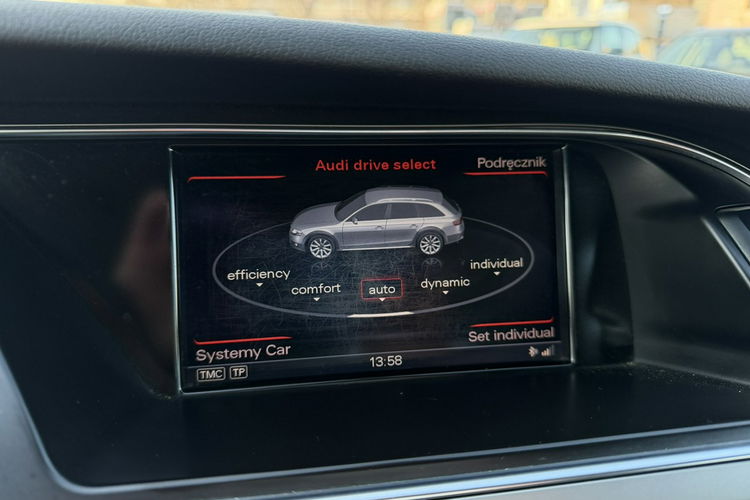 Audi drive select
Podręcznik
efficiency
comfort
auto
dynamic
individual
Systemy Car
Set individual
TMC TP
13:58